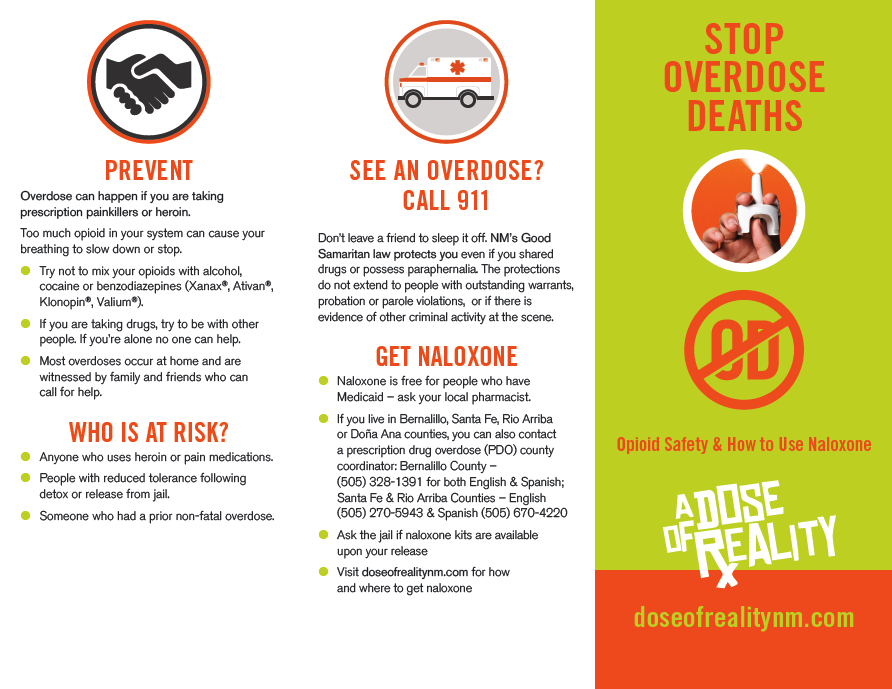 PREVENT
Overdose can happen if you are taking
prescription painkillers or heroin.
Too much opioid in your system can cause your
breathing to slow down or stop.
Try not to mix your opioids with alcohol,
cocaine or benzodiazepines (Xanax®, Ativan®,
Klonopin®, Valium®).
If you are taking drugs, try to be with other
people. If you're alone no one can help.
Most overdoses occur at home and are
witnessed by family and friends who can
call for help.
WHO IS AT RISK?
Anyone who uses heroin or pain medications.
People with reduced tolerance following
detox or release from jail.
Someone who had a prior non-fatal overdose.
SEE AN OVERDOSE?
CALL 911
Don't leave a friend to sleep it off. NM's Good
Samaritan law protects you even if you shared
drugs or possess paraphernalia. The protections
do not extend to people with outstanding warrants,
probation or parole violations, or if there is
evidence of other criminal activity at the scene.
GET NALOXONE
Naloxone is free for people who have
Medicaid – ask your local pharmacist.
If you live in Bernalillo, Santa Fe, Rio Arriba
or Doña Ana counties, you can also contact
a prescription drug overdose (PDO) county
coordinator: Bernalillo County –
(505) 328-1391 for both English & Spanish;
Santa Fe & Rio Arriba Counties – English
(505) 270-5943 & Spanish (505) 670-4220
Ask the jail if naloxone kits are available
upon your release
Visit doseofrealitynm.com for how
and where to get naloxone
STOP
OVERDOSE
DEATHS
OD
Opioid Safety & How to Use Naloxone
A DOSE
OF REALITY
doseofrealitynm.com